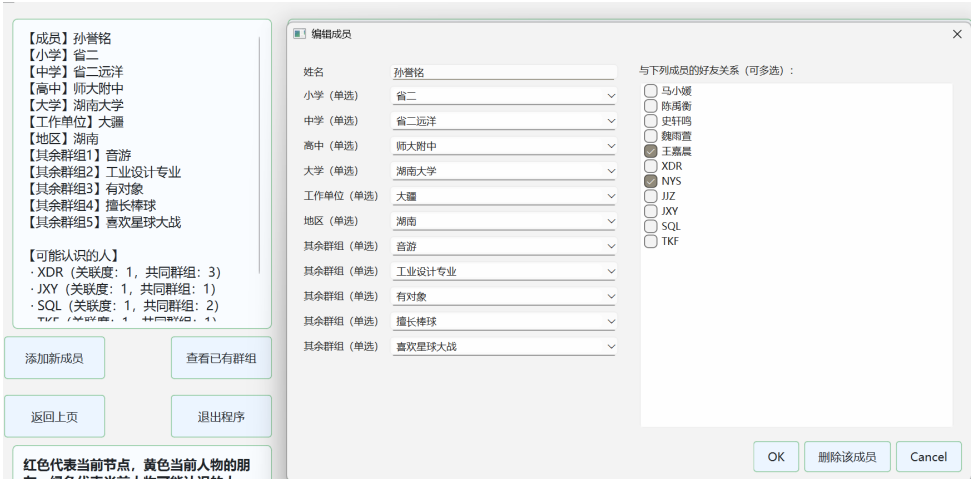 【成员】孙誉铭
【小学】省二
【中学】省二远洋
【高中】师大附中
【大学】湖南大学
【工作单位】大疆
【地区】湖南
【其余群组1】音游
【其余群组2】工业设计专业
【其余群组3】有对象
【其余群组4】擅长棒球
【其余群组5】喜欢星球大战
【可能认识的人】
· XDR（关联度：1，共同群组：3）
· JXY（关联度：1，共同群组：1）
· SQL（关联度：1，共同群组：2）
· TKF（关联度：1，共同群组：1）
添加新成员
查看已有群组
返回上页
退出程序
红色代表当前节点，黄色当前人物的朋
编辑成员
姓名 孙誉铭
小学（单选） 省二
中学（单选） 省二远洋
高中（单选） 师大附中
大学（单选） 湖南大学
工作单位（单选） 大疆
地区（单选） 湖南
其余群组（单选） 音游
其余群组（单选） 工业设计专业
其余群组（单选） 有对象
其余群组（单选） 擅长棒球
其余群组（单选） 喜欢星球大战
与下列成员的好友关系（可多选）：
马小媛
陈禹衡
史轩鸣
魏雨萱
王嘉晨
XDR
NYS
JJZ
JXY
SQL
TKF
OK
删除该成员
Cancel